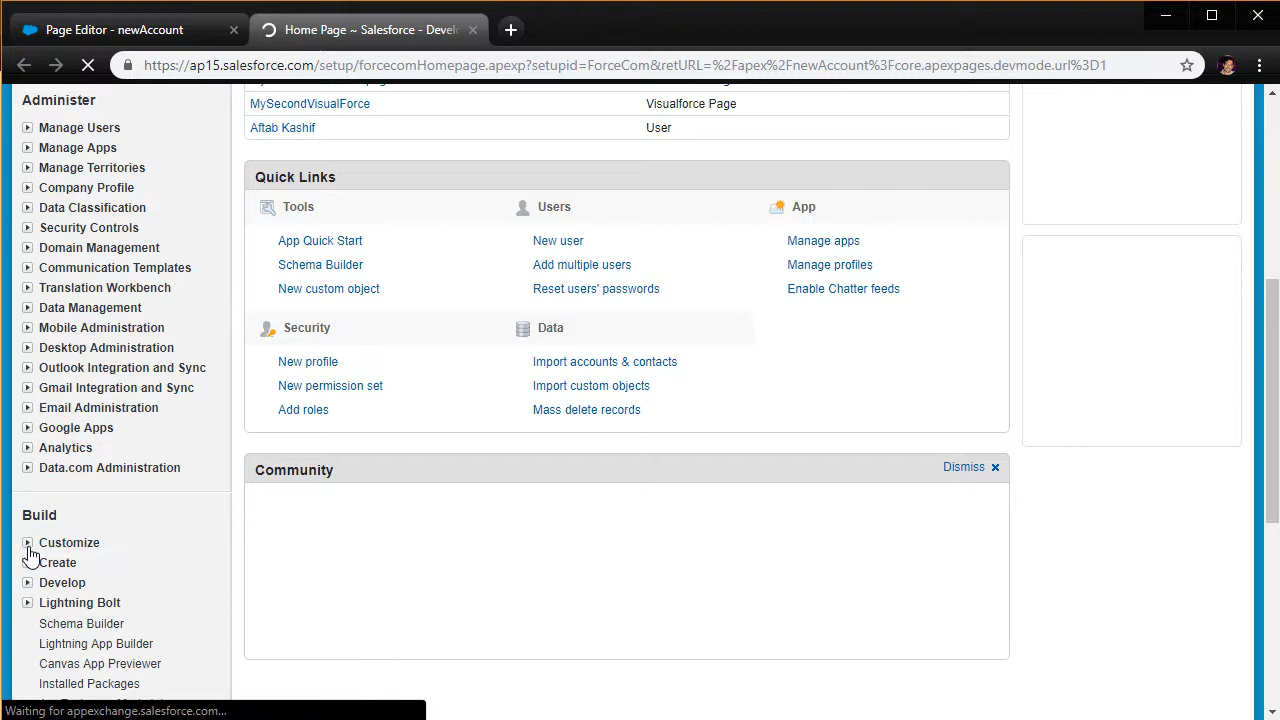 Page Editor - newAccount
Home Page ~ Salesforce - Develo
https://ap15.salesforce.com/setup/forcecomHomepage.apexp?setupid=ForceCom&retURL=%2Fapex%2FnewAccount%3Fcore.apexpages.devmode.url%3D1
Administer
Manage Users
Manage Apps
Manage Territories
Company Profile
Data Classification
Security Controls
Domain Management
Communication Templates
Translation Workbench
Data Management
Mobile Administration
Desktop Administration
Outlook Integration and Sync
Gmail Integration and Sync
Email Administration
Google Apps
Analytics
Data.com Administration
Build
Customize
Create
Develop
Lightning Bolt
Schema Builder
Lightning App Builder
Canvas App Previewer
Installed Packages
Waiting for appexchange.salesforce.com...
MySecondVisualForce Visualforce Page
Aftab Kashif User
Quick Links
Tools Users App
App Quick Start New user Manage apps
Schema Builder Add multiple users Manage profiles
New custom object Reset users' passwords Enable Chatter feeds
Security Data
New profile Import accounts & contacts
New permission set Import custom objects
Add roles Mass delete records
Community Dismiss